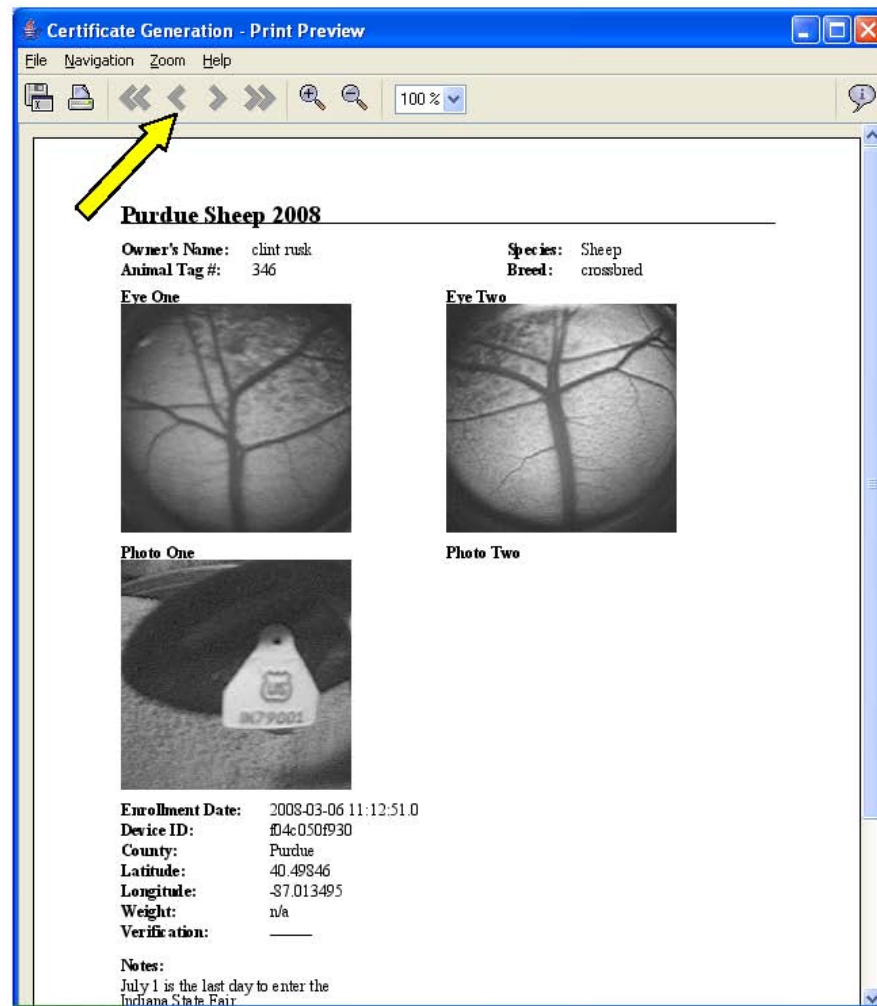 Certificate Generation - Print Preview
File Navigation Zoom Help
100 %
Purdue Sheep 2008
Owner's Name: clint rusk Species: Sheep
Animal Tag #: 346 Breed: crossbred
Eye One Eye Two
Photo One Photo Two
US
IN79001
Enrollment Date: 2008-03-06 11:12:51.0
Device ID: f04c050f930
County: Purdue
Latitude: 40.49846
Longitude: -87.013495
Weight: n/a
Verification:
Notes:
July 1 is the last day to enter the
Indiana State Fair